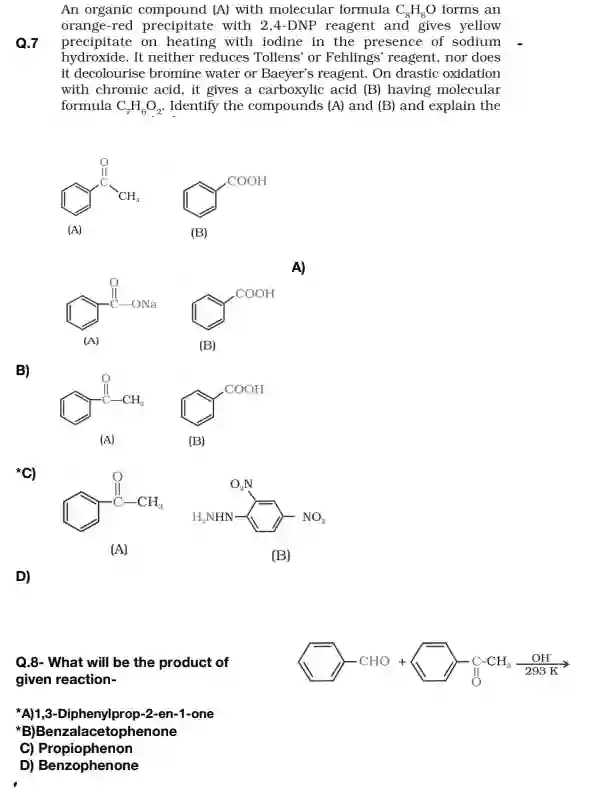 An organic compound (A) with molecular formula C₈H₈O forms an
orange-red precipitate with 2,4-DNP reagent and gives yellow
Q.7 precipitate on heating with iodine in the presence of sodium -
hydroxide. It neither reduces Tollens' or Fehlings' reagent, nor does
it decolourise bromine water or Baeyer's reagent. On drastic oxidation
with chromic acid, it gives a carboxylic acid (B) having molecular
formula C₇H₆O₂. Identify the compounds (A) and (B) and explain the
O
C
CH₃
COOH
(A)
(B)
A)
O
C—ONa
COOH
(A)
(B)
B)
O
C—CH₃
COOH
(A)
(B)
*C)
O
C—CH₃
O₂N
H₂NHN
NO₂
(A)
(B)
D)
Q.8- What will be the product of
given reaction-
CHO + C-CH₃ OH⁻
O 293 K
*A)1,3-Diphenylprop-2-en-1-one
*B)Benzalacetophenone
C) Propiophenon
D) Benzophenone